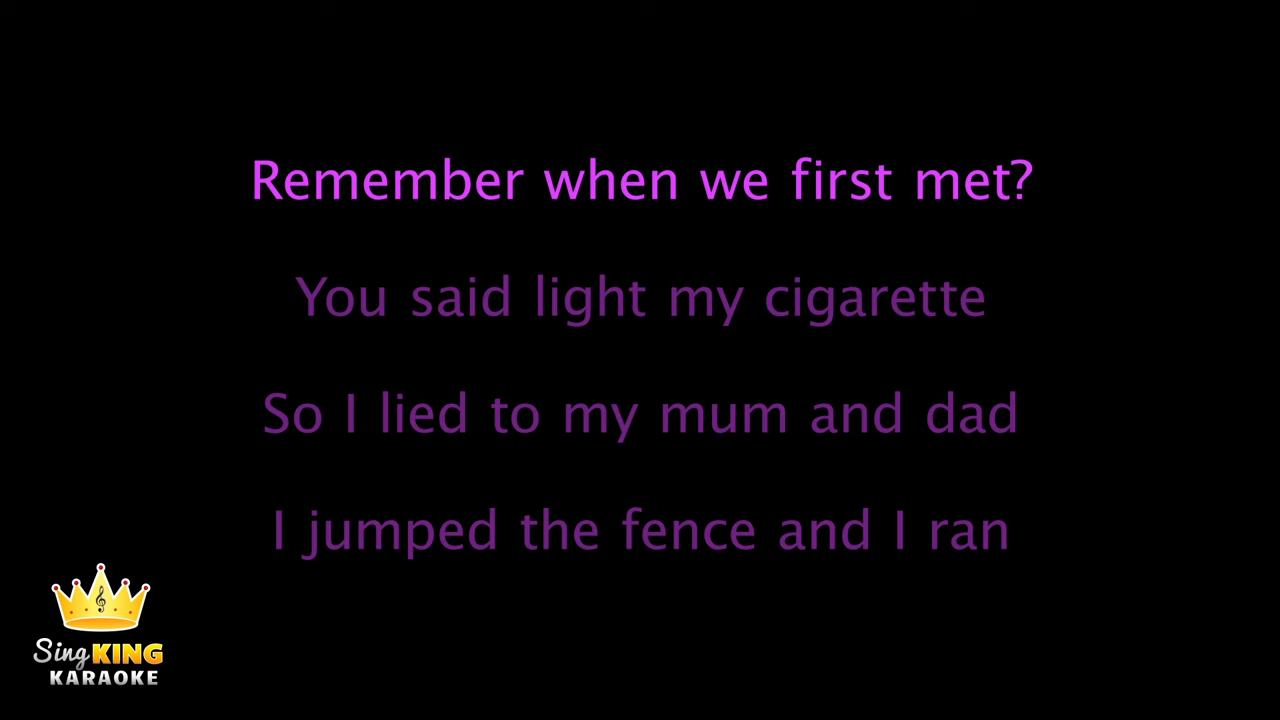 Remember when we first met?
You said light my cigarette
So I lied to my mum and dad
I jumped the fence and I ran
Sing KING
KARAOKE